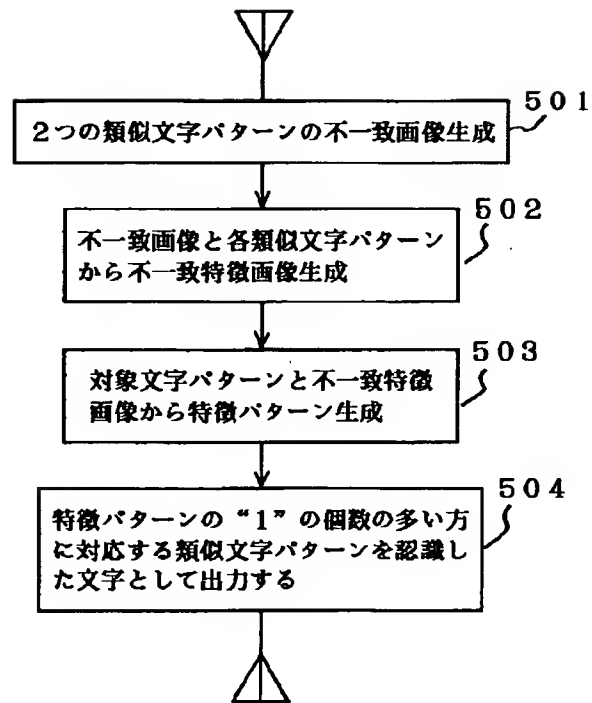 501
2つの類似文字パターンの不一致画像生成
502
不一致画像と各類似文字パターン
から不一致特徴画像生成
503
対象文字パターンと不一致特徴
画像から特徴パターン生成
504
特徴パターンの“1”の個数の多い方
に対応する類似文字パターンを認識し
た文字として出力する